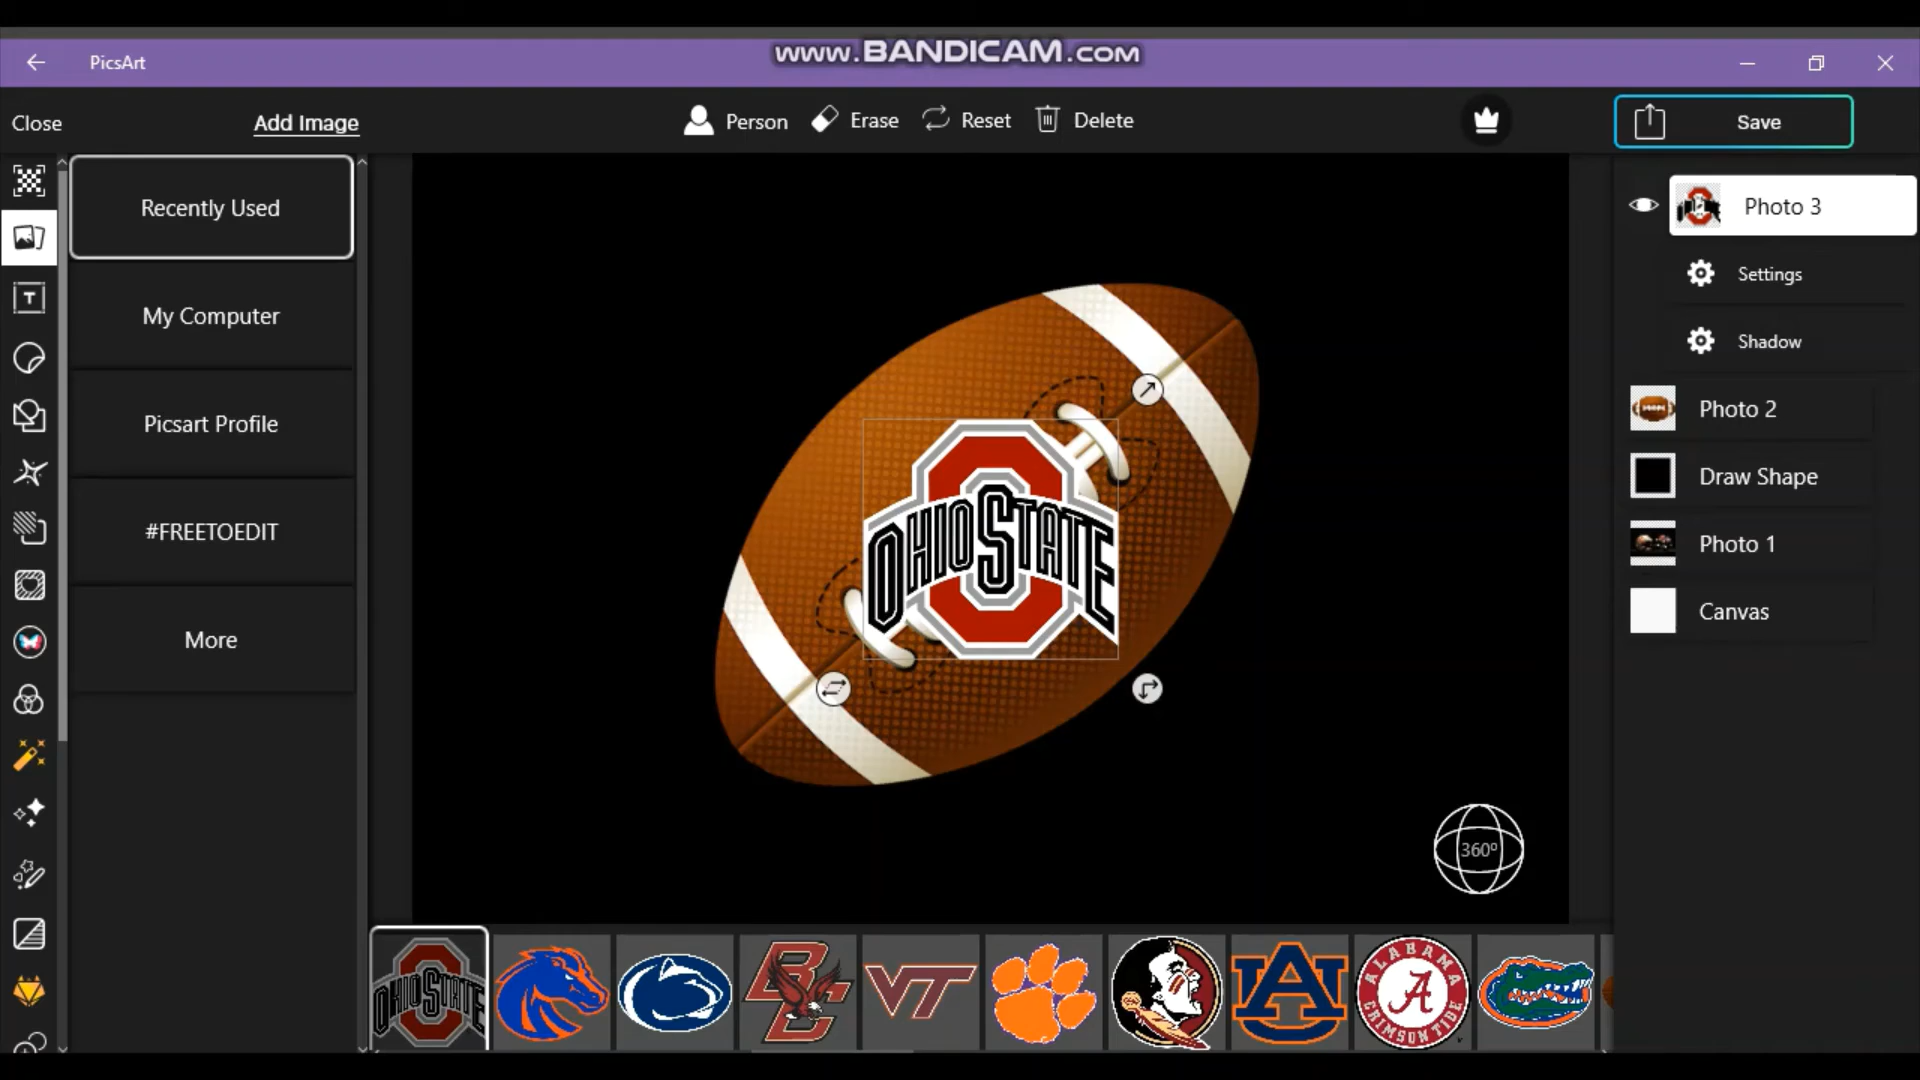 www.BANDICAM.com
PicsArt
Close
Add Image
Person
Erase
Reset
Delete
Save
Recently Used
My Computer
Picsart Profile
#FREETOEDIT
More
OHIO STATE
Photo 3
Settings
Shadow
Photo 2
Draw Shape
Photo 1
Canvas
360º
OHIO STATE
BC
VT
AU
ALABAMA
A
CRIMSON TIDE